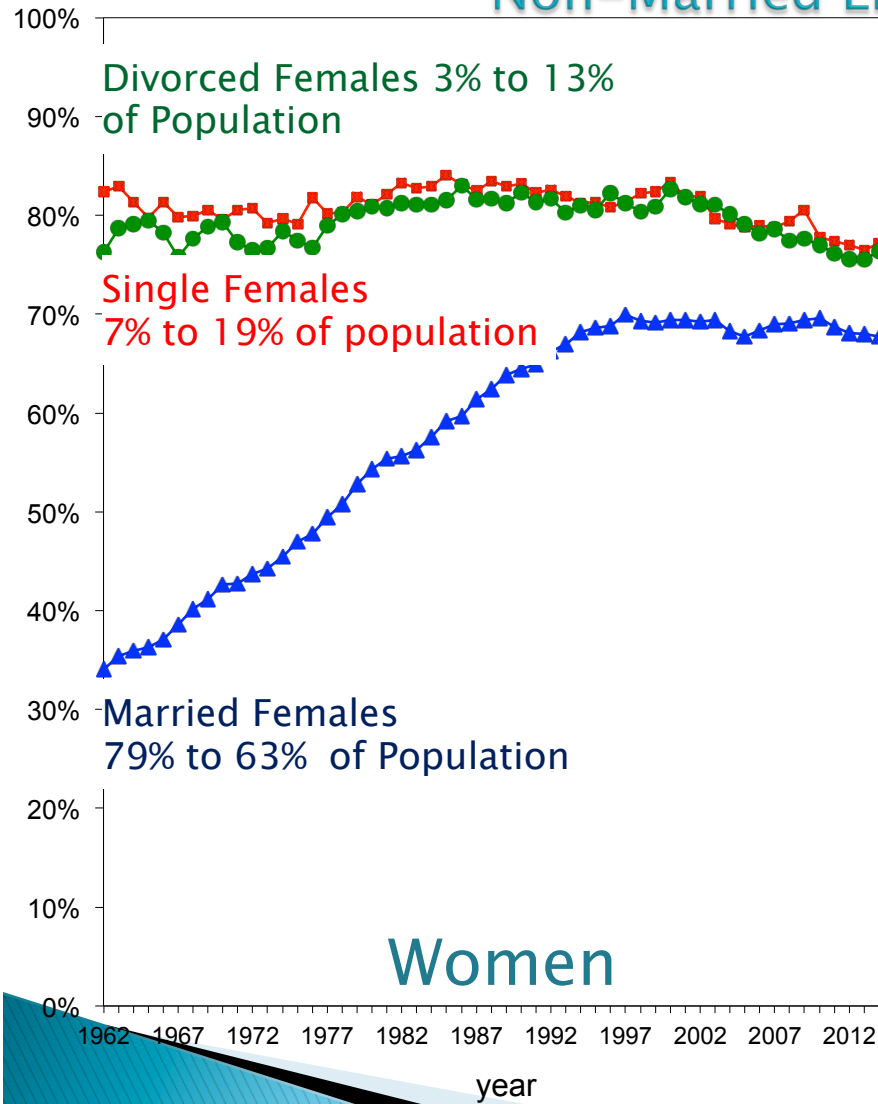 Non-Married
100%
Divorced Females 3% to 13%
of Population
90%
80%
Single Females
7% to 19% of population
70%
60%
50%
40%
30%
Married Females
79% to 63% of Population
20%
10%
Women
0%
1962 1967 1972 1977 1982 1987 1992 1997 2002 2007 2012
year